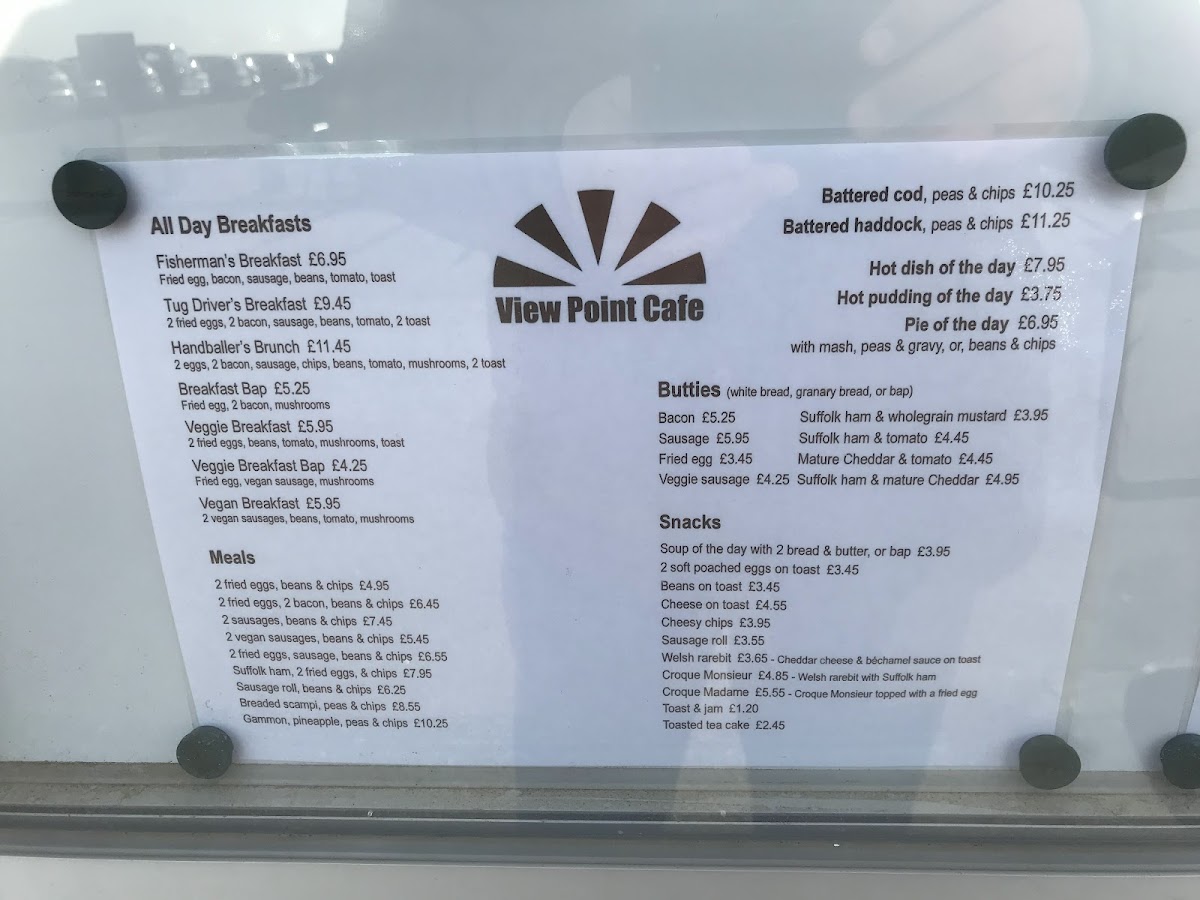 All Day Breakfasts
Fisherman's Breakfast £6.95
Fried egg, bacon, sausage, beans, tomato, toast
Tug Driver's Breakfast £9.45
2 fried eggs, 2 bacon, sausage, beans, tomato, 2 toast
Handballer's Brunch £11.45
2 eggs, 2 bacon, sausage, chips, beans, tomato, mushrooms, 2 toast
Breakfast Bap £5.25
Fried egg, 2 bacon, mushrooms
Veggie Breakfast £5.95
2 fried eggs, beans, tomato, mushrooms, toast
Veggie Breakfast Bap £4.25
Fried egg, vegan sausage, mushrooms
Vegan Breakfast £5.95
2 vegan sausages, beans, tomato, mushrooms
Meals
2 fried eggs, beans & chips £4.95
2 fried eggs, 2 bacon, beans & chips £6.45
2 sausages, beans & chips £7.45
2 vegan sausages, beans & chips £5.45
2 fried eggs, sausage, beans & chips £6.55
Suffolk ham, 2 fried eggs, & chips £7.95
Sausage roll, beans & chips £6.25
Breaded scampi, peas & chips £8.55
Gammon, pineapple, peas & chips £10.25
View Point Cafe
Battered cod, peas & chips £10.25
Battered haddock, peas & chips £11.25
Hot dish of the day £7.95
Hot pudding of the day £3.75
Pie of the day £6.95
with mash, peas & gravy, or, beans & chips
Butties (white bread, granary bread, or bap)
Bacon £5.25 Suffolk ham & wholegrain mustard £3.95
Sausage £5.95 Suffolk ham & tomato £4.45
Fried egg £3.45 Mature Cheddar & tomato £4.45
Veggie sausage £4.25 Suffolk ham & mature Cheddar £4.95
Snacks
Soup of the day with 2 bread & butter, or bap £3.95
2 soft poached eggs on toast £3.45
Beans on toast £3.45
Cheese on toast £4.55
Cheesy chips £3.95
Sausage roll £3.55
Welsh rarebit £3.65 - Cheddar cheese & béchamel sauce on toast
Croque Monsieur £4.85 - Welsh rarebit with Suffolk ham
Croque Madame £5.55 - Croque Monsieur topped with a fried egg
Toast & jam £1.20
Toasted tea cake £2.45